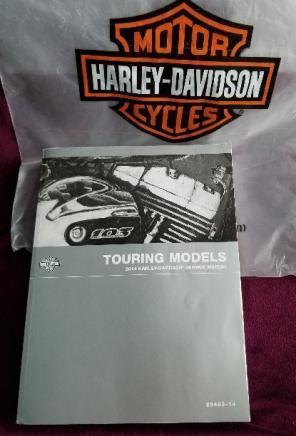 MOTOR
HARLEY-DAVIDSON
CYCLES
103
TOURING MODELS
2014 HARLEY-DAVIDSON® SERVICE MANUAL
99483-14